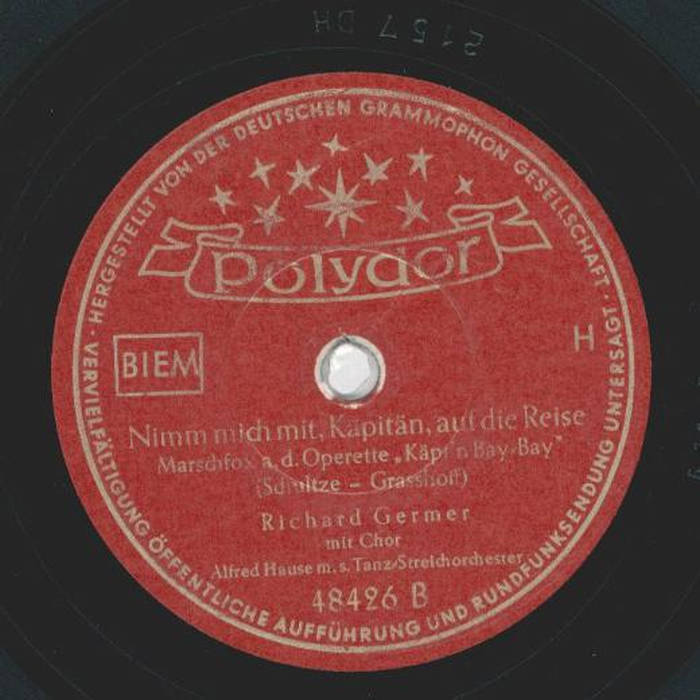 2157 DH
HERGESTELLT VON DER DEUTSCHEN GRAMMOPHON GESELLSCHAFT ·
Polydor
BIEM
H
Nimm mich mit, Kapitän, auf die Reise
Marschfox a. d. Operette „Käpt'n Bay-Bay"
(Schultze – Grasshoff)
Richard Germer
mit Chor
Alfred Hause m. s. Tanz-Streichorchester
48426 B
· VERVIELFÄLTIGUNG ÖFFENTLICHE AUFFÜHRUNG UND RUNDFUNKSENDUNG UNTERSAGT ·